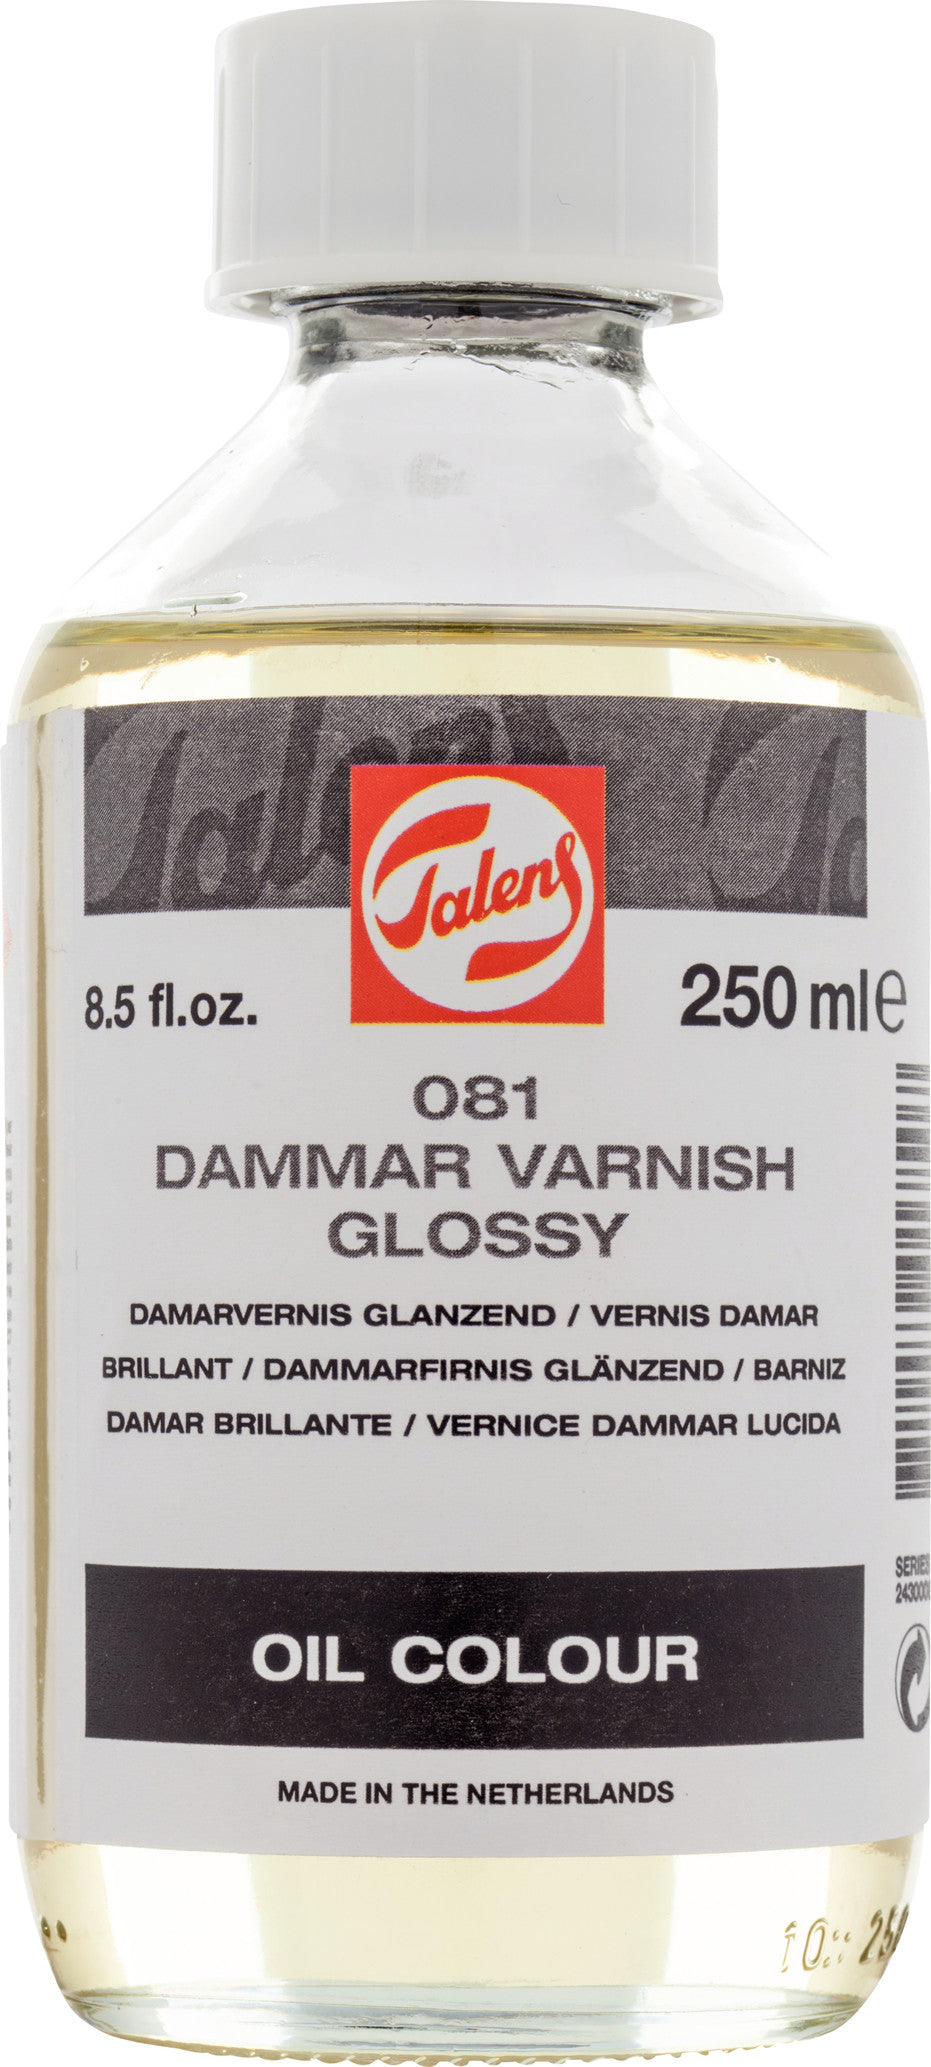 Talens
8.5 fl.oz.
250 ml e
081
DAMMAR VARNISH
GLOSSY
DAMARVERNIS GLANZEND / VERNIS DAMAR
BRILLANT / DAMMARFIRNIS GLÄNZEND / BARNIZ
DAMAR BRILLANTE / VERNICE DAMMAR LUCIDA
SERIES
OIL COLOUR
MADE IN THE NETHERLANDS